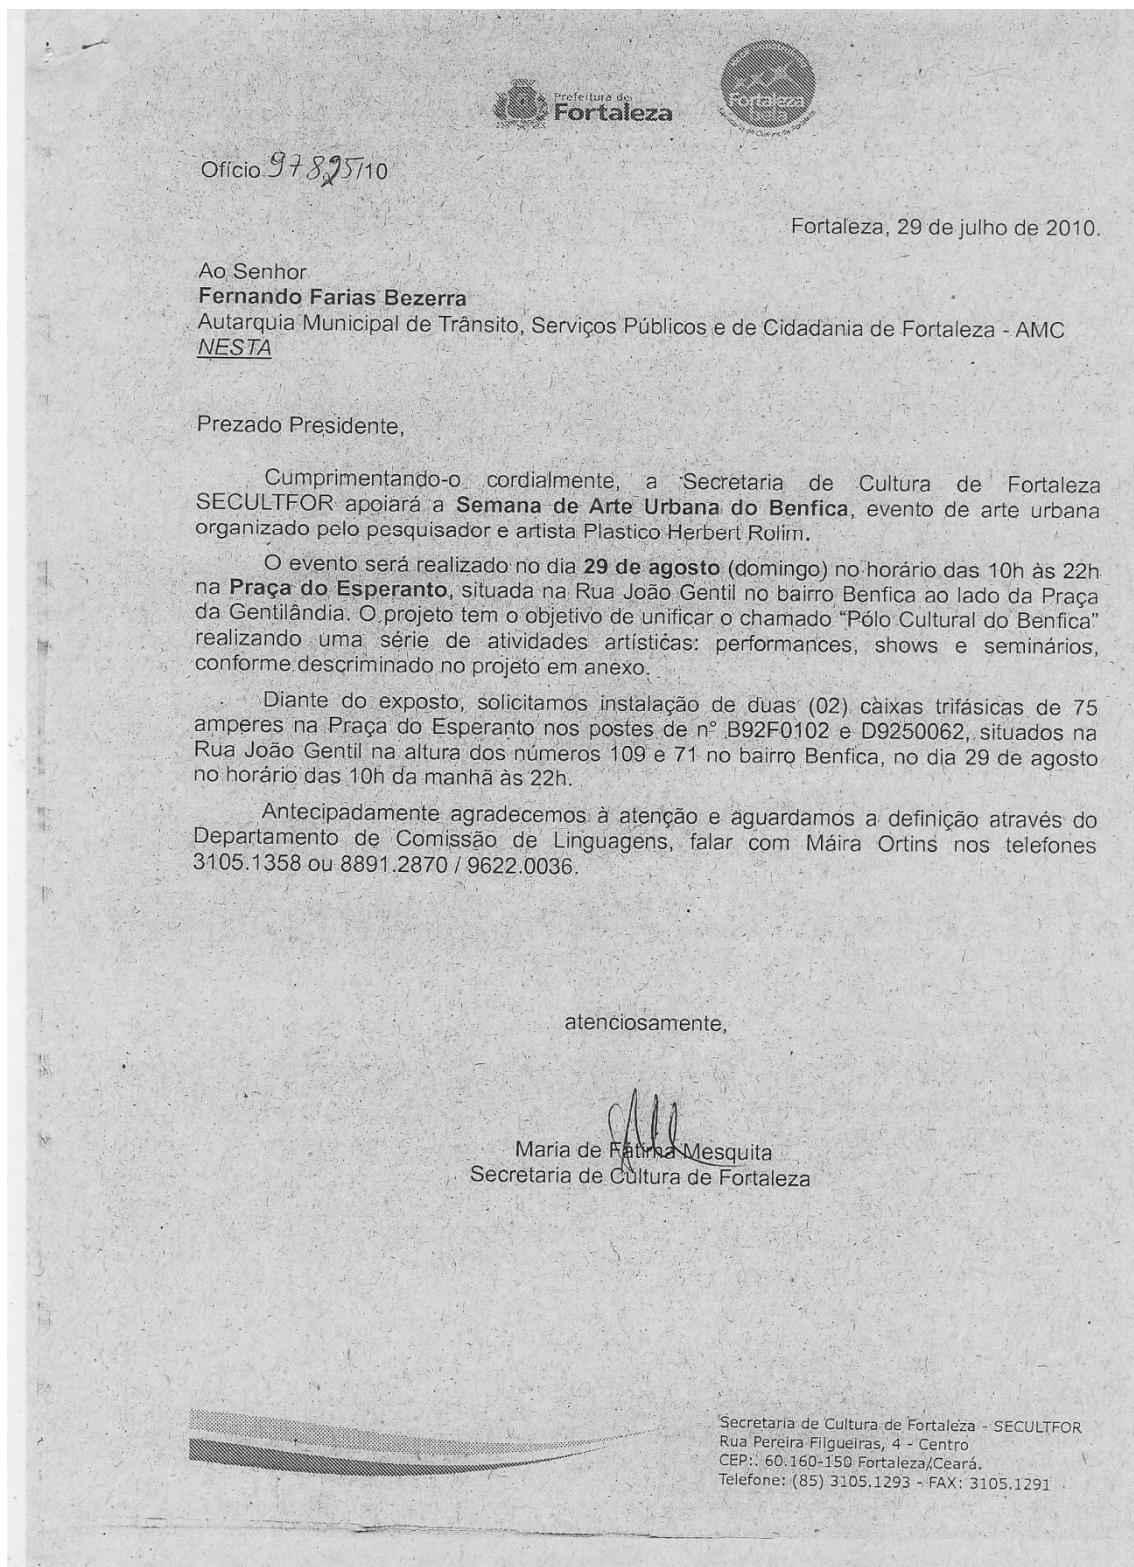 Prefeitura de
Fortaleza
Fortaleza
bela
Secretaria de Cultura de Fortaleza
Ofício 97825/10
Fortaleza, 29 de julho de 2010.
Ao Senhor
Fernando Farias Bezerra
Autarquia Municipal de Trânsito, Serviços Públicos e de Cidadania de Fortaleza - AMC
NESTA
Prezado Presidente,
Cumprimentando-o cordialmente, a Secretaria de Cultura de Fortaleza
SECULTFOR apoiará a Semana de Arte Urbana do Benfica, evento de arte urbana
organizado pelo pesquisador e artista Plastico Herbert Rolim.
O evento será realizado no dia 29 de agosto (domingo) no horário das 10h às 22h
na Praça do Esperanto, situada na Rua João Gentil no bairro Benfica ao lado da Praça
da Gentilândia. O projeto tem o objetivo de unificar o chamado “Pólo Cultural do Benfica”
realizando uma série de atividades artísticas: performances, shows e seminários,
conforme descriminado no projeto em anexo.
Diante do exposto, solicitamos instalação de duas (02) caixas trifásicas de 75
amperes na Praça do Esperanto nos postes de n° B92F0102 e D9250062, situados na
Rua João Gentil na altura dos números 109 e 71 no bairro Benfica, no dia 29 de agosto
no horário das 10h da manhã às 22h.
Antecipadamente agradecemos à atenção e aguardamos a definição através do
Departamento de Comissão de Linguagens, falar com Máira Ortins nos telefones
3105.1358 ou 8891.2870 / 9622.0036.
atenciosamente,
Maria de Fátima Mesquita
Secretaria de Cultura de Fortaleza
Secretaria de Cultura de Fortaleza - SECULTFOR
Rua Pereira Filgueiras, 4 - Centro
CEP:. 60.160-150 Fortaleza/Ceará.
Telefone: (85) 3105.1293 - FAX: 3105.1291